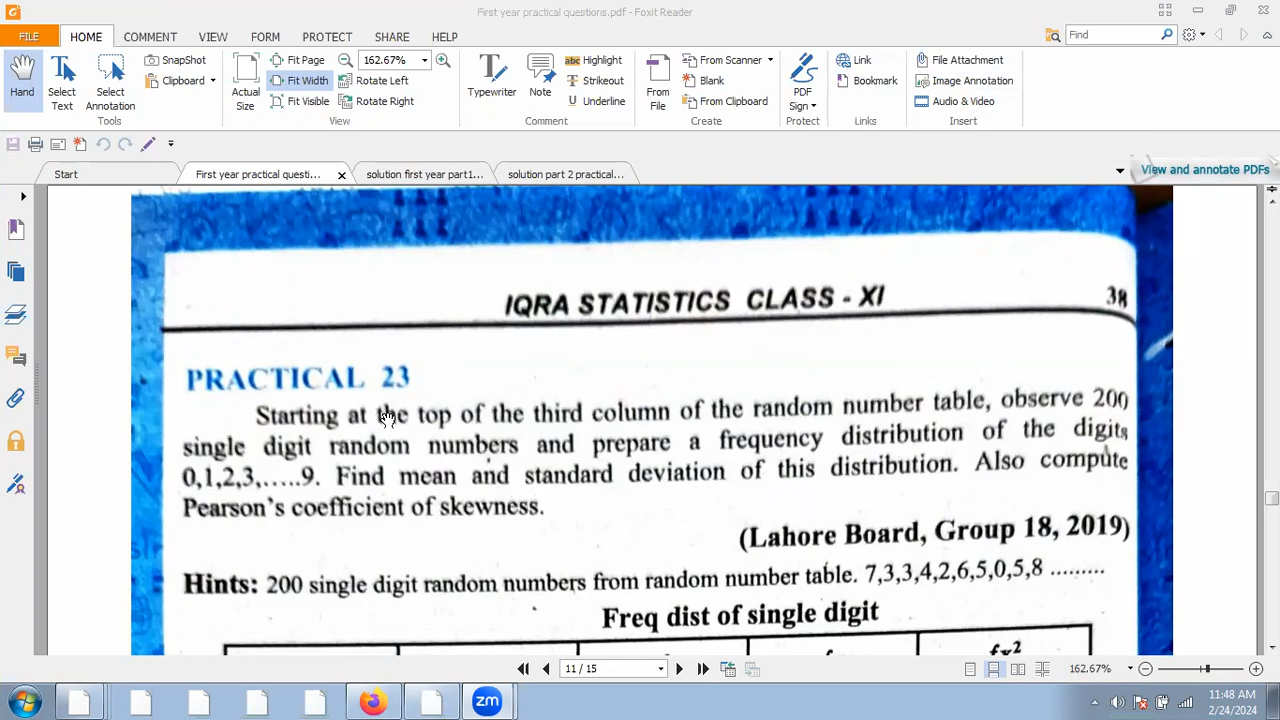 First year practical questions.pdf - Foxit Reader
FILE HOME COMMENT VIEW FORM PROTECT SHARE HELP Find
Hand
Select Text
Select Annotation
SnapShot
Clipboard
Tools
Actual Size
Fit Page
Fit Width
Fit Visible
162.67%
Rotate Left
Rotate Right
View
Typewriter
Note
Highlight
Strikeout
Underline
Comment
From File
From Scanner
Blank
From Clipboard
Create
PDF Sign
Protect
Link
Bookmark
Links
File Attachment
Image Annotation
Audio & Video
Insert
Start First year practical questi... solution first year part1... solution part 2 practical... View and annotate PDFs
IQRA STATISTICS CLASS - XI 38
PRACTICAL 23
Starting at the top of the third column of the random number table, observe 200
single digit random numbers and prepare a frequency distribution of the digits
0,1,2,3,.....9. Find mean and standard deviation of this distribution. Also compute
Pearson's coefficient of skewness.
(Lahore Board, Group 18, 2019)
Hints: 200 single digit random numbers from random number table. 7,3,3,4,2,6,5,0,5,8 .........
Freq dist of single digit
11 / 15 162.67%
zm
11:48 AM
2/24/2024